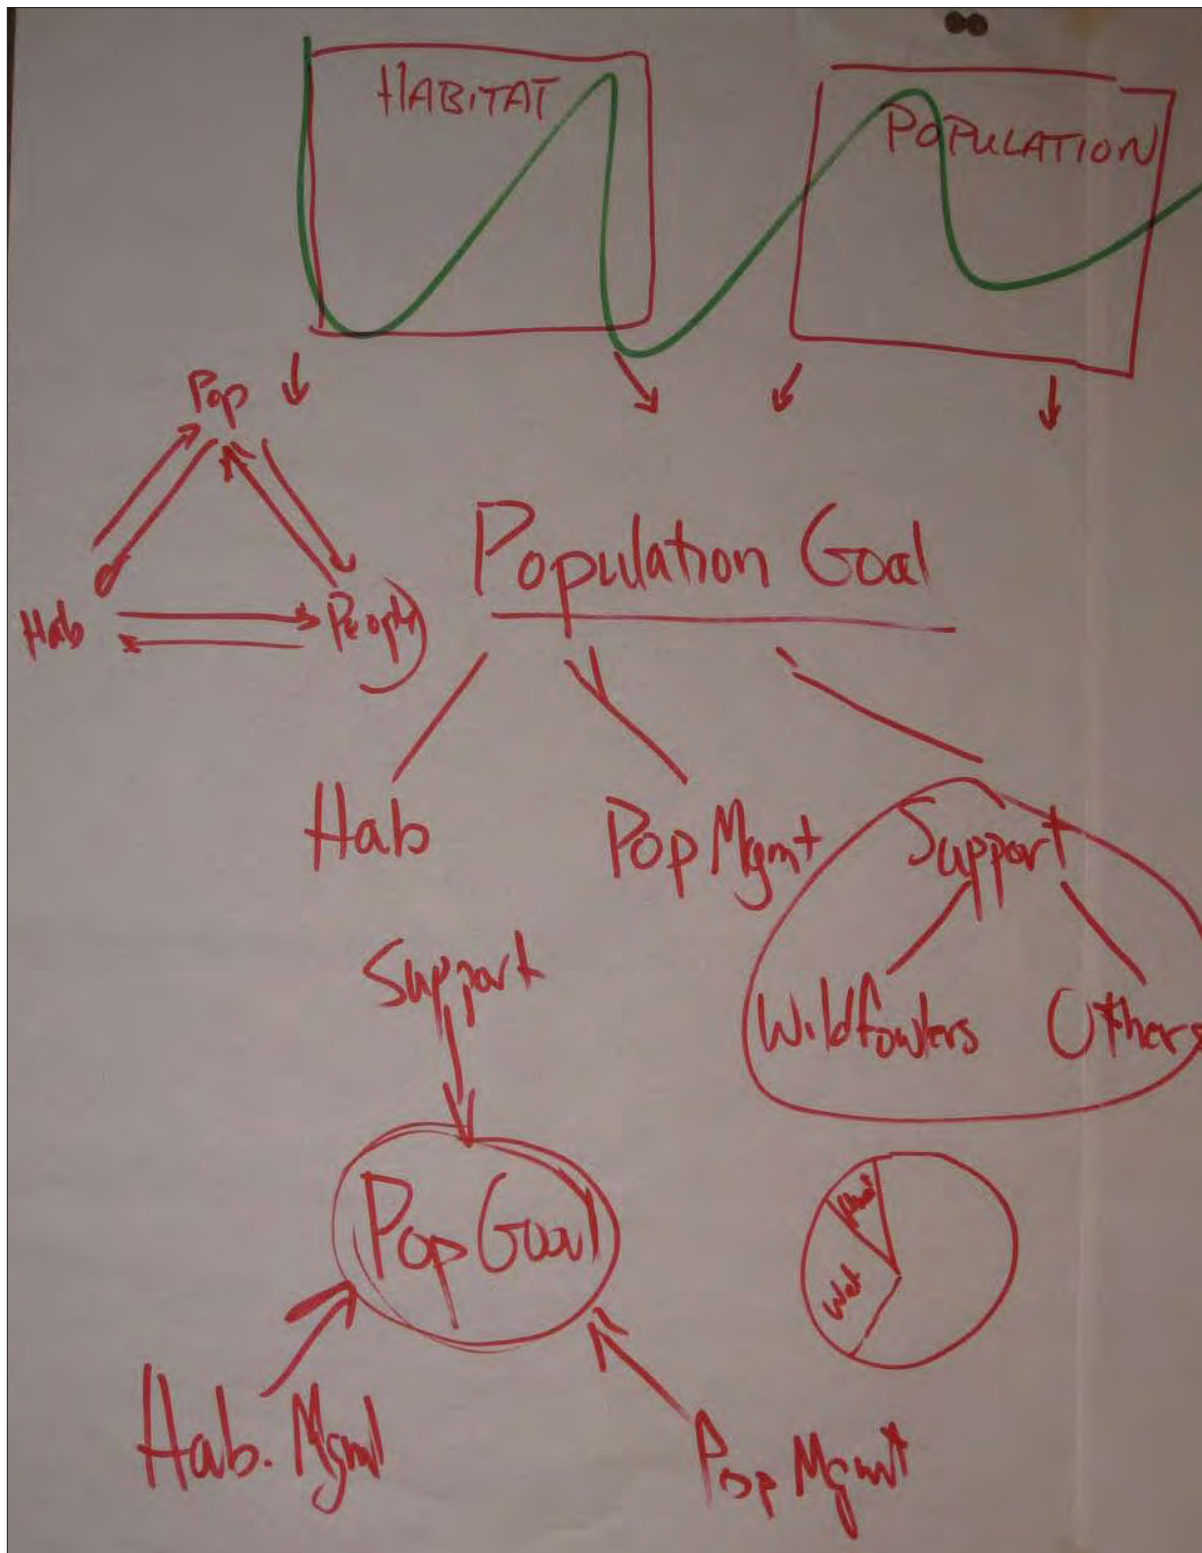 HABITAT
POPULATION
Pop
Hab
Population Goal
Hab
Pop Mgmt
Support
Wildfowlers Others
Support
Pop Goal
Wet
Hab. Mgmt
Pop Mgmt